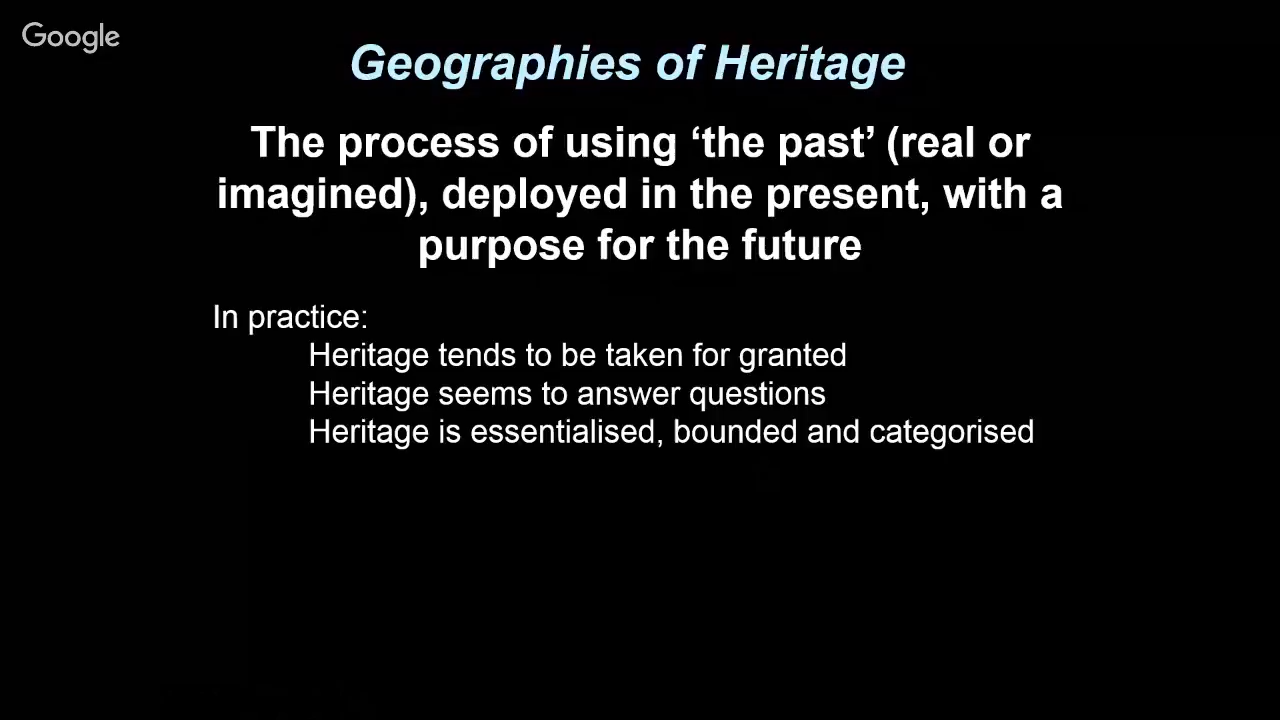 Google
Geographies of Heritage
The process of using ‘the past’ (real or
imagined), deployed in the present, with a
purpose for the future
In practice:
Heritage tends to be taken for granted
Heritage seems to answer questions
Heritage is essentialised, bounded and categorised